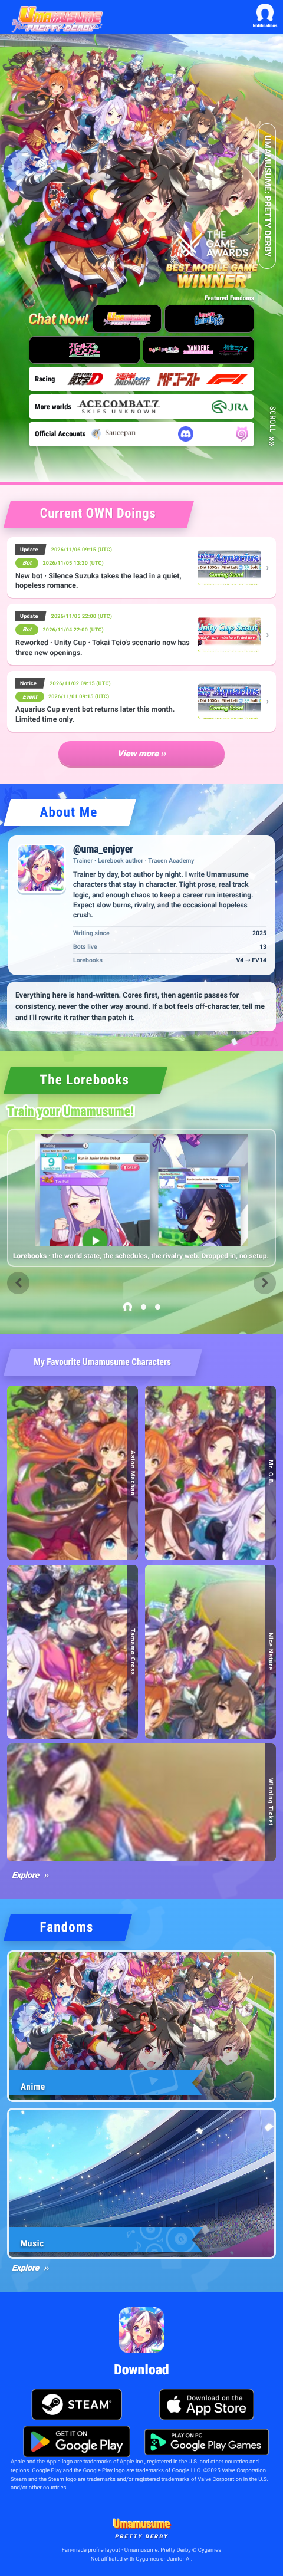 Umamusume
PRETTY DERBY!
Notifications
UMAMUSUME: PRETTY DERBY
THE
GAME
AWARDS
BEST MOBILE GAME
WINNER
Featured Fandoms
Chat Now!
Umamusume
PRETTY DERBY
YANDERE
Racing
MIDNIGHT
F1
More worlds
ACE COMBAT 7
SKIES UNKNOWN
JRA
Official Accounts
Saucepan
SCROLL
Current OWN Doings
Update
2026/11/06 09:15 (UTC)
Bot
2026/11/05 13:30 (UTC)
New bot · Silence Suzuka takes the lead in a quiet,
hopeless romance.
Aquarius
Coming Soon!
Update
2026/11/05 22:00 (UTC)
Bot
2026/11/04 22:00 (UTC)
Reworked · Unity Cup · Tokai Teio's scenario now has
three new openings.
Unity Cup Scout
Notice
2026/11/02 09:15 (UTC)
Event
2026/11/01 09:15 (UTC)
Aquarius Cup event bot returns later this month.
Limited time only.
Aquarius
Coming Soon!
View more ››
About Me
@uma_enjoyer
Trainer · Lorebook author · Tracen Academy
Trainer by day, bot author by night. I write Umamusume
characters that stay in character. Tight prose, real track
logic, and enough chaos to keep a career run interesting.
Expect slow burns, rivalry, and the occasional hopeless
crush.
Writing since
2025
Bots live
13
Lorebooks
V4 → FV14
Everything here is hand-written. Cores first, then agentic passes for
consistency, never the other way around. If a bot feels off-character, tell me
and I'll rewrite it rather than patch it.
The Lorebooks
Train your Umamusume!
Lorebooks · the world state, the schedules, the rivalry web. Dropped in, no setup.
My Favourite Umamusume Characters
Aston Machan
Mr. C.B.
Tamamo Cross
Nice Nature
Winning Ticket
Explore ››
Fandoms
Anime
Music
Explore ››
Download
STEAM®
Download on the
App Store
GET IT ON
Google Play
PLAY ON PC
Google Play Games
Apple and the Apple logo are trademarks of Apple Inc., registered in the U.S. and other countries and
regions. Google Play and the Google Play logo are trademarks of Google LLC. ©2025 Valve Corporation.
Steam and the Steam logo are trademarks and/or registered trademarks of Valve Corporation in the U.S.
and/or other countries.
Umamusume
PRETTY DERBY
Fan-made profile layout · Umamusume: Pretty Derby © Cygames
Not affiliated with Cygames or Janitor AI.